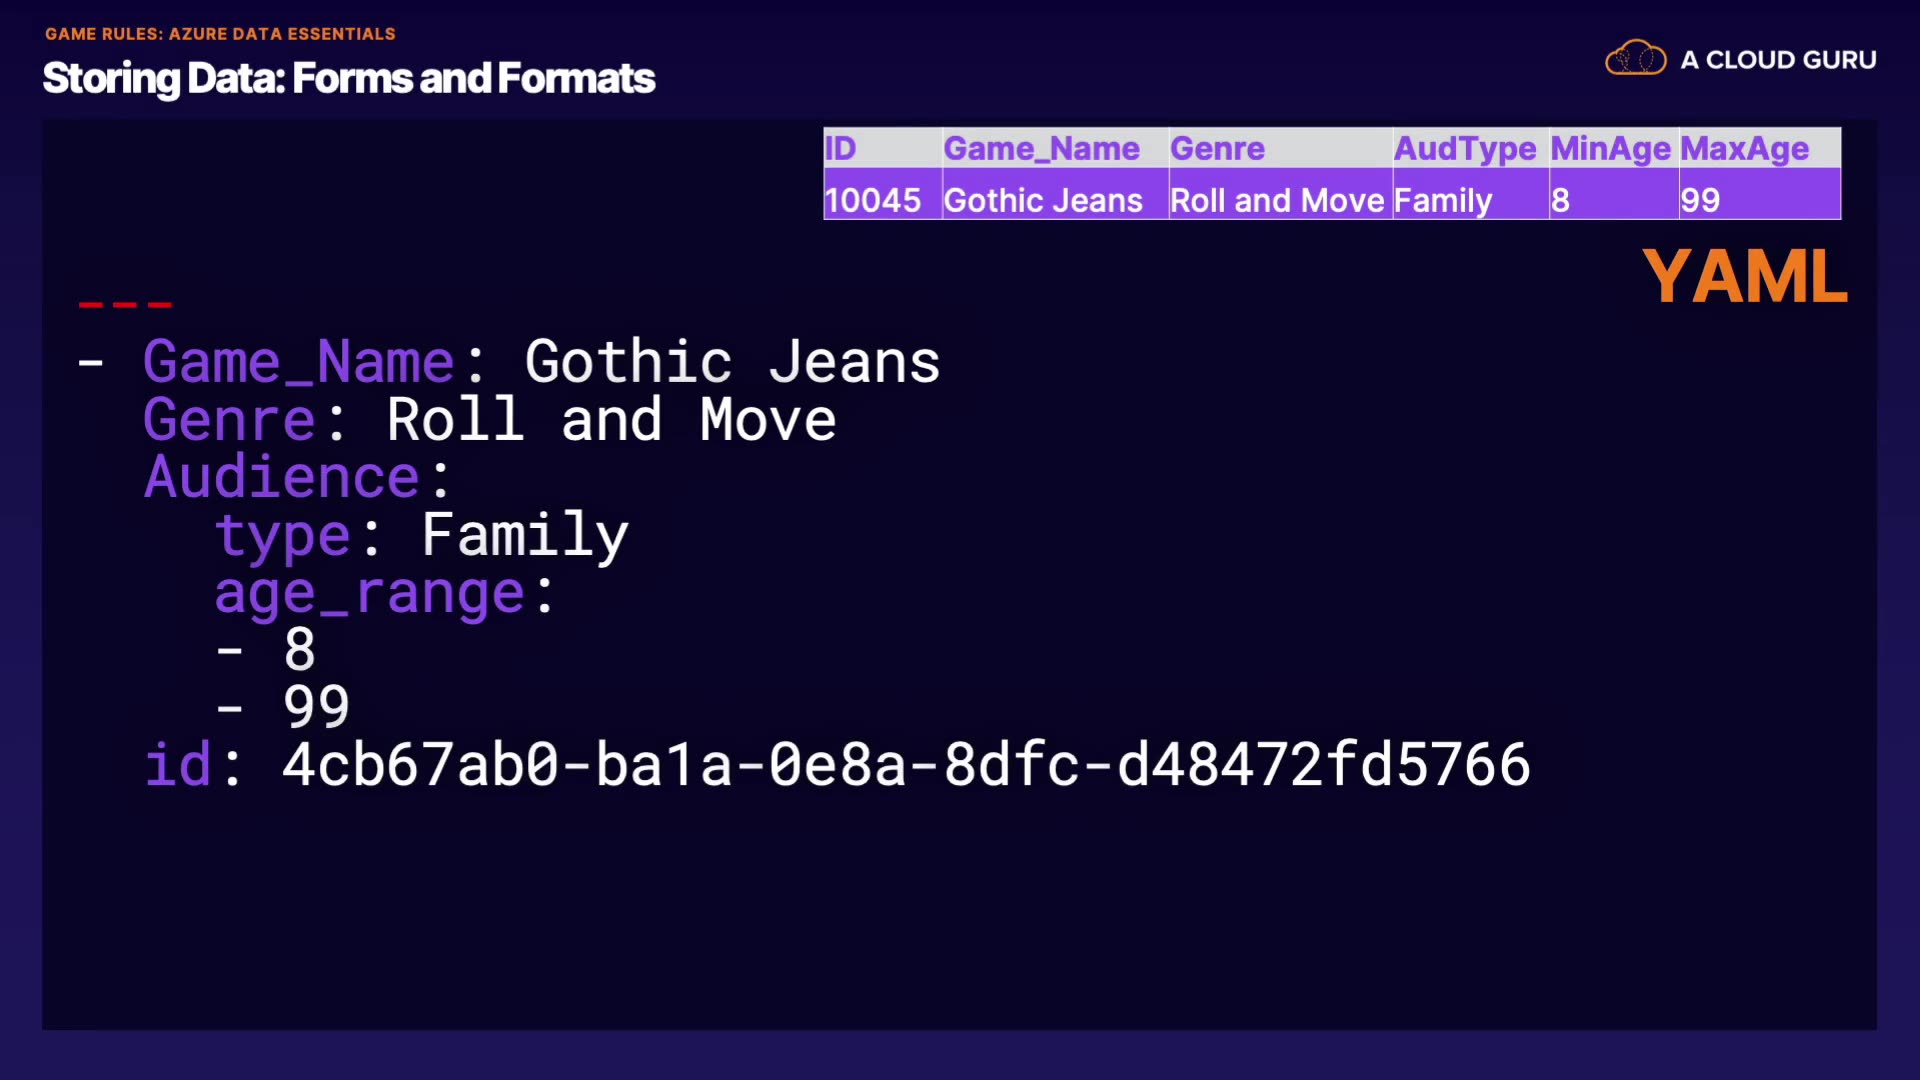 GAME RULES: AZURE DATA ESSENTIALS
Storing Data: Forms and Formats
A CLOUD GURU
ID Game_Name Genre AudType MinAge MaxAge
10045 Gothic Jeans Roll and Move Family 8 99
YAML
---
- Game_Name: Gothic Jeans
Genre: Roll and Move
Audience:
type: Family
age_range:
- 8
- 99
id: 4cb67ab0-ba1a-0e8a-8dfc-d48472fd5766